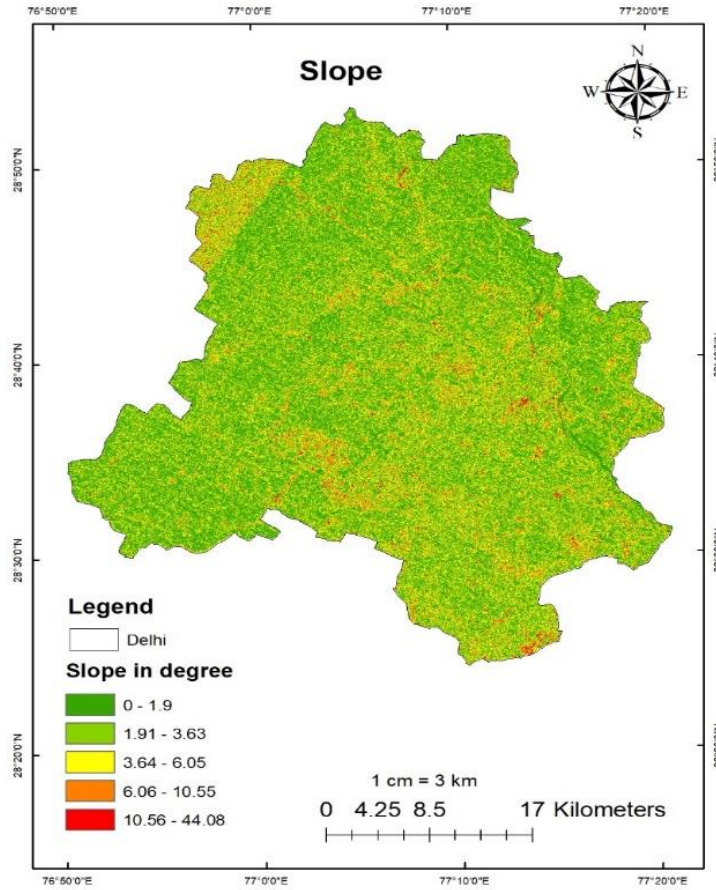 76°50'0"E 77°0'0"E 77°10'0"E 77°20'0"E
Slope
N
W E
S
28°50'0"N
28°40'0"N
28°30'0"N
28°20'0"N
Legend
Delhi
Slope in degree
0 - 1.9
1.91 - 3.63
3.64 - 6.05
6.06 - 10.55
10.56 - 44.08
1 cm = 3 km
0 4.25 8.5 17 Kilometers
76°50'0"E 77°0'0"E 77°10'0"E 77°20'0"E